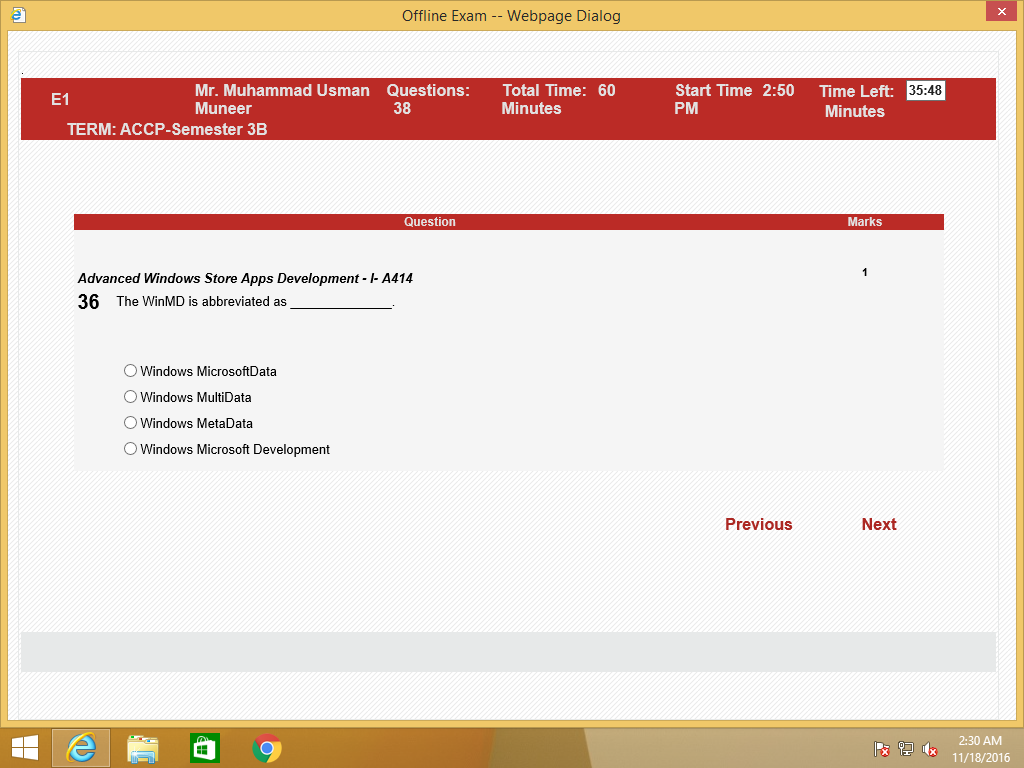 Offline Exam -- Webpage Dialog
.
E1
Mr. Muhammad Usman Muneer
Questions: 38
Total Time: 60 Minutes
Start Time 2:50 PM
Time Left: 35:48 Minutes
TERM: ACCP-Semester 3B
Question Marks
Advanced Windows Store Apps Development - I- A414 1
36 The WinMD is abbreviated as ______________.
Windows MicrosoftData
Windows MultiData
Windows MetaData
Windows Microsoft Development
Previous Next
2:30 AM
11/18/2016